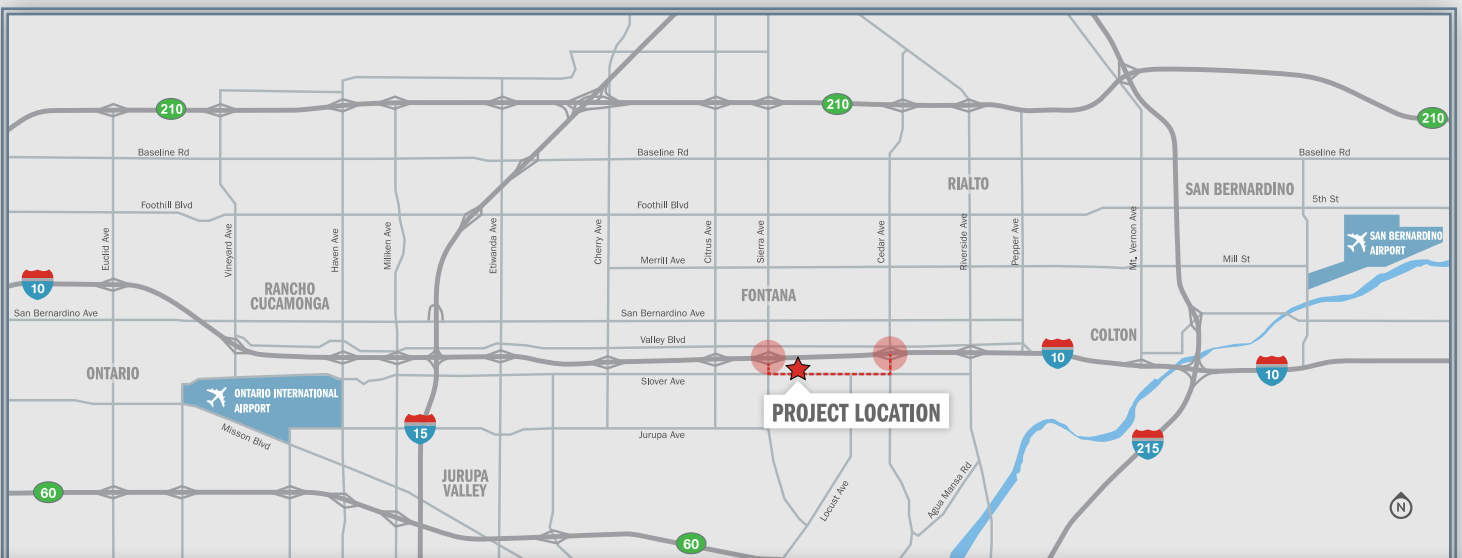 210
210
210
Baseline Rd
Baseline Rd
Baseline Rd
RIALTO
SAN BERNARDINO
Foothill Blvd
Foothill Blvd
5th St
Euclid Ave
Vineyard Ave
Haven Ave
Milliken Ave
Etiwanda Ave
Cherry Ave
Citrus Ave
Sierra Ave
Cedar Ave
Riverside Ave
Pepper Ave
Mt. Vernon Ave
SAN BERNARDINO
AIRPORT
Merrill Ave
Mill St
10
RANCHO
CUCAMONGA
FONTANA
San Bernardino Ave
San Bernardino Ave
Valley Blvd
COLTON
10
10
ONTARIO
Slover Ave
ONTARIO INTERNATIONAL
AIRPORT
PROJECT LOCATION
Misson Blvd
15
Jurupa Ave
215
JURUPA
VALLEY
Locust Ave
Agua Mansa Rd
60
60
N